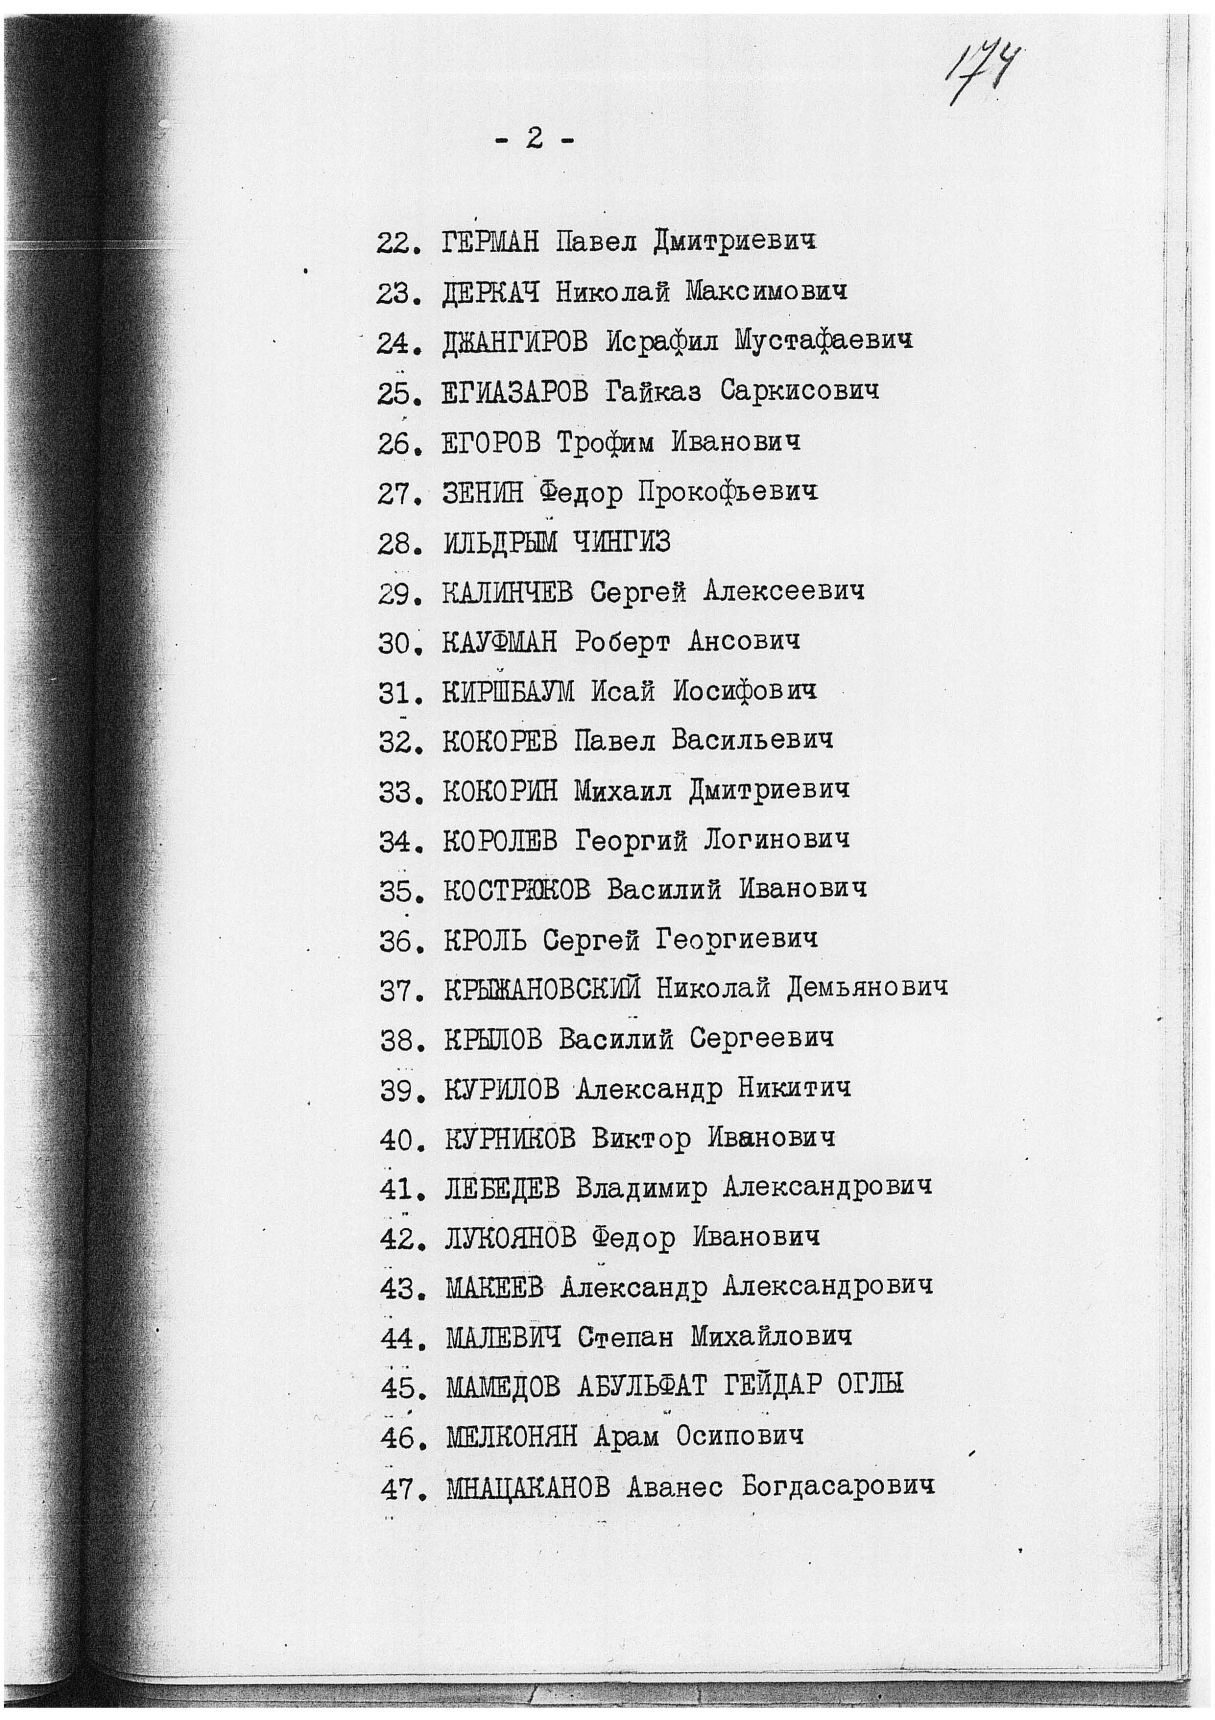 174
- 2 -
22. ГЕРМАН Павел Дмитриевич
23. ДЕРКАЧ Николай Максимович
24. ДЖАНГИРОВ Исрафил Мустафаевич
25. ЕГИАЗАРОВ Гайказ Саркисович
26. ЕГОРОВ Трофим Иванович
27. ЗЕНИН Федор Прокофьевич
28. ИЛЬДРЫМ ЧИНГИЗ
29. КАЛИНЧЕВ Сергей Алексеевич
30. КАУФМАН Роберт Ансович
31. КИРШБАУМ Исай Иосифович
32. КОКОРЕВ Павел Васильевич
33. КОКОРИН Михаил Дмитриевич
34. КОРОЛЕВ Георгий Логинович
35. КОСТРЮКОВ Василий Иванович
36. КРОЛЬ Сергей Георгиевич
37. КРЫЖАНОВСКИЙ Николай Демьянович
38. КРЫЛОВ Василий Сергеевич
39. КУРИЛОВ Александр Никитич
40. КУРНИКОВ Виктор Иванович
41. ЛЕБЕДЕВ Владимир Александрович
42. ЛУКОЯНОВ Федор Иванович
43. МАКЕЕВ Александр Александрович
44. МАЛЕВИЧ Степан Михайлович
45. МАМЕДОВ АБУЛЬФАТ ГЕЙДАР ОГЛЫ
46. МЕЛКОНЯН Арам Осипович
47. МНАЦАКАНОВ Аванес Богдасарович